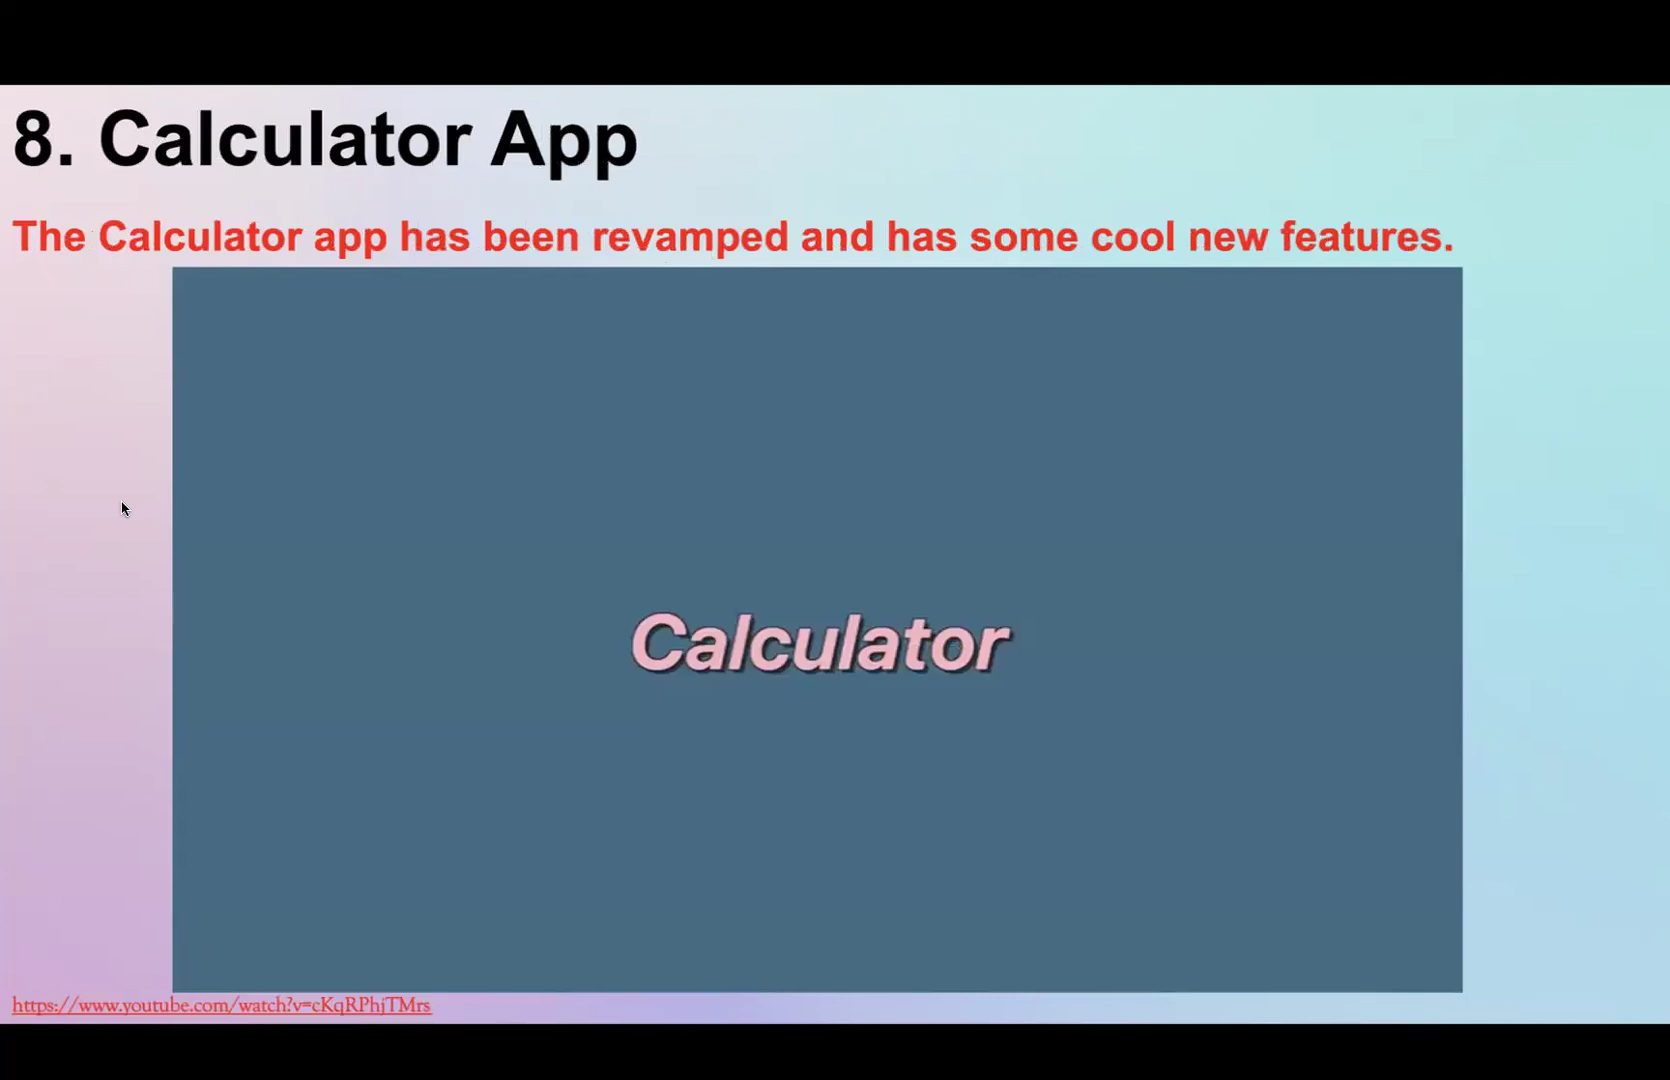 8. Calculator App
The Calculator app has been revamped and has some cool new features.
Calculator
https://www.youtube.com/watch?v=cKqRPhjTMrs